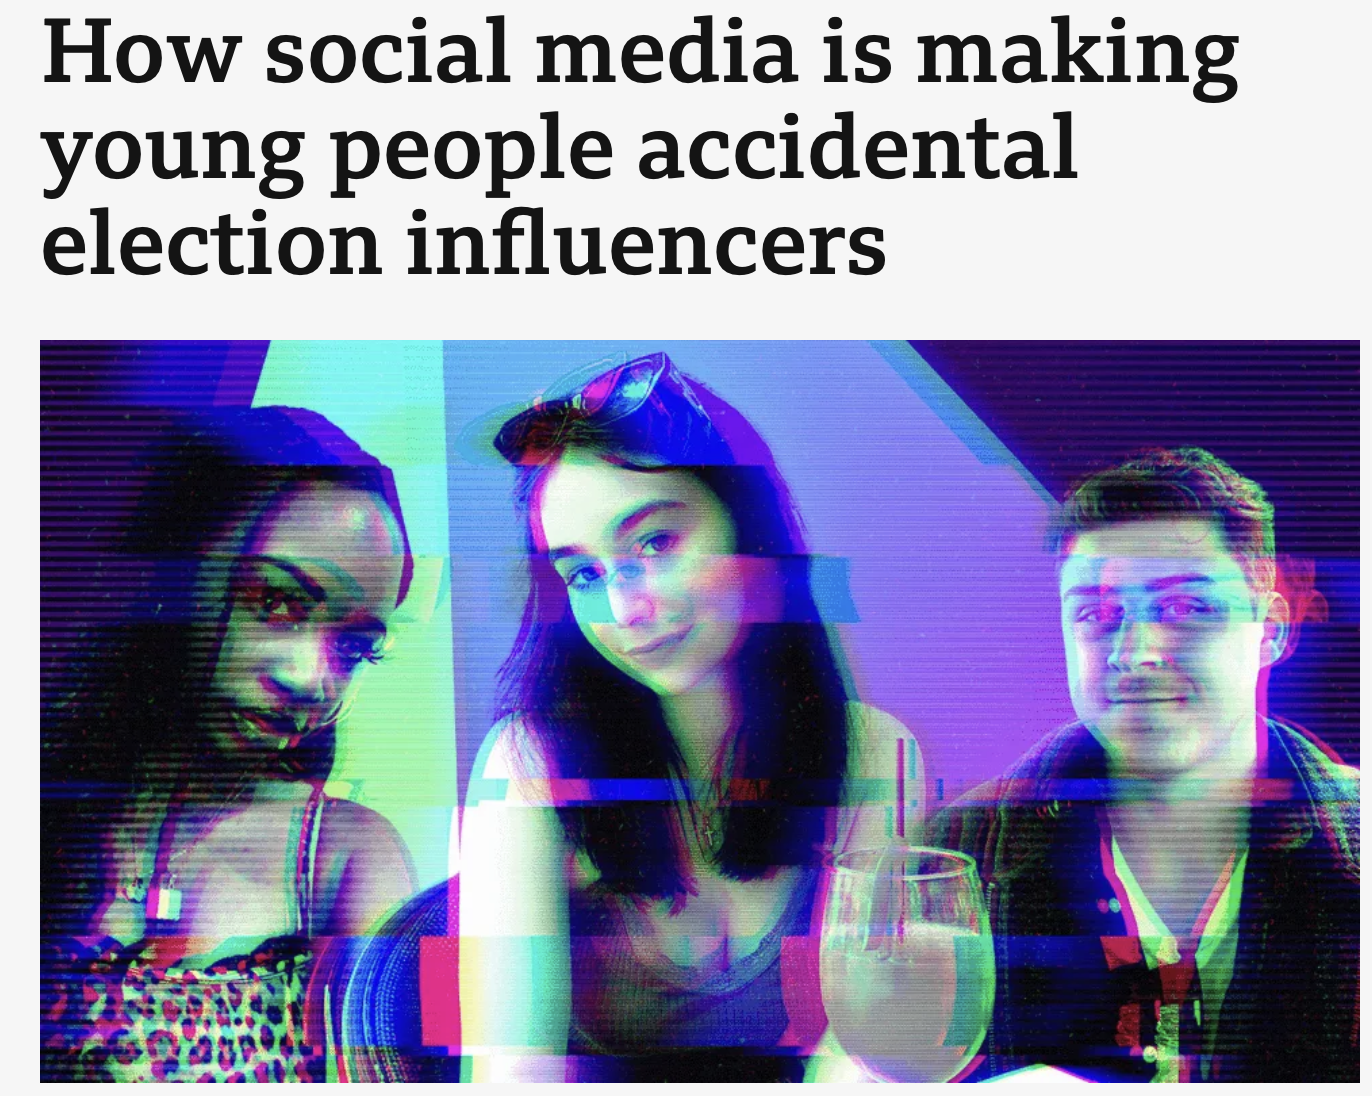 How social media is making
young people accidental
election influencers